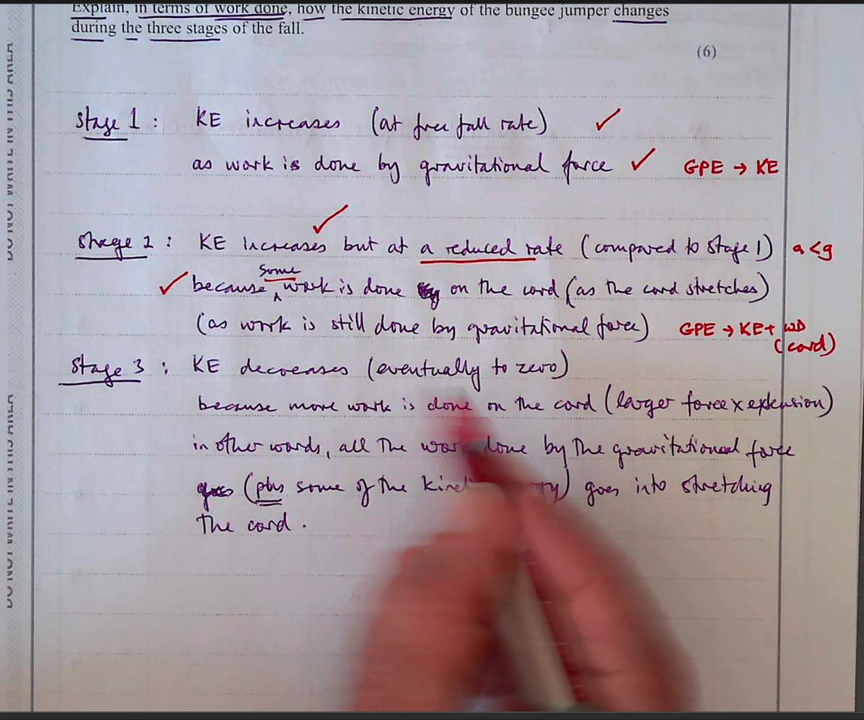 Explain, in terms of work done, how the kinetic energy of the bungee jumper changes
during the three stages of the fall.
(6)
Stage 1 : KE increases (at free fall rate) ✓
as work is done by gravitational force ✓ GPE → KE
Stage 2 : KE increases but at a reduced rate (compared to Stage 1) a<g
✓ because some work is done on the cord (as the cord stretches)
(as work is still done by gravitational force) GPE → KE + WD
(cord)
Stage 3 : KE decreases (eventually to zero)
because more work is done on the cord (larger force x extension)
in other words, all the work done by the gravitational force
(plus some of the goes into stretching
the cord.